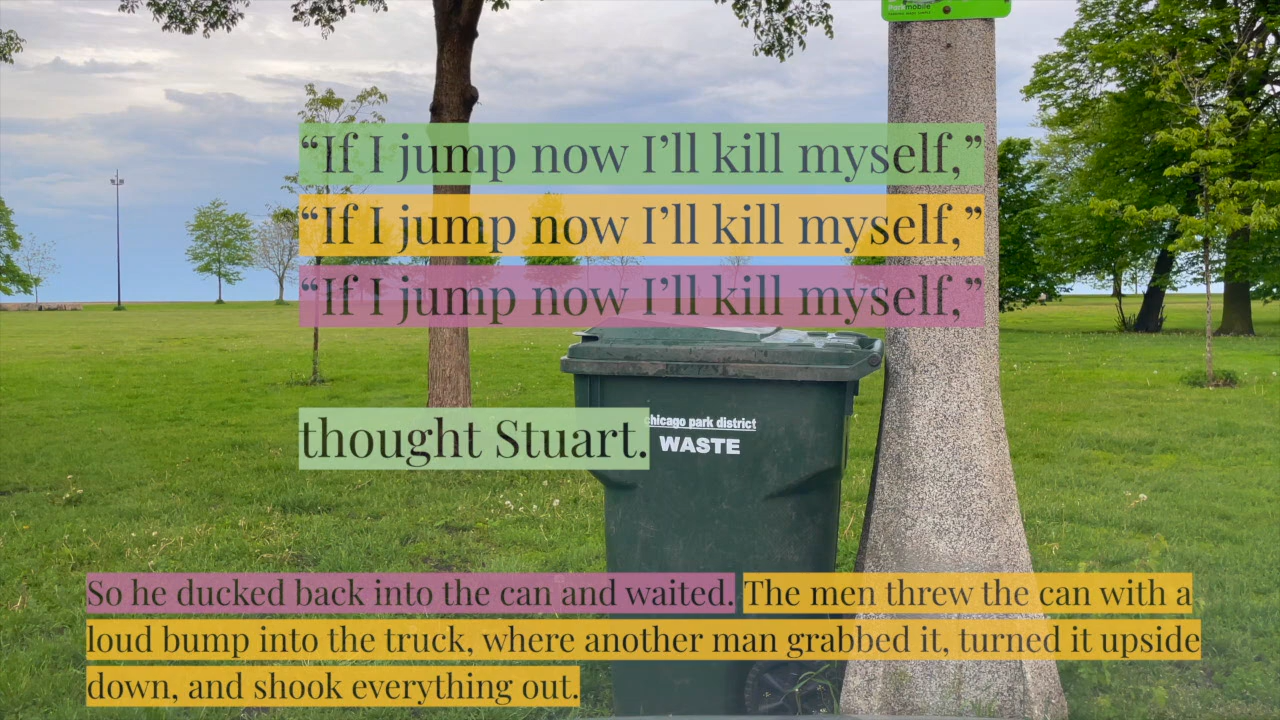 “If I jump now I’ll kill myself,”
“If I jump now I’ll kill myself,”
“If I jump now I’ll kill myself,”
thought Stuart.
chicago park district
WASTE
So he ducked back into the can and waited. The men threw the can with a
loud bump into the truck, where another man grabbed it, turned it upside
down, and shook everything out.